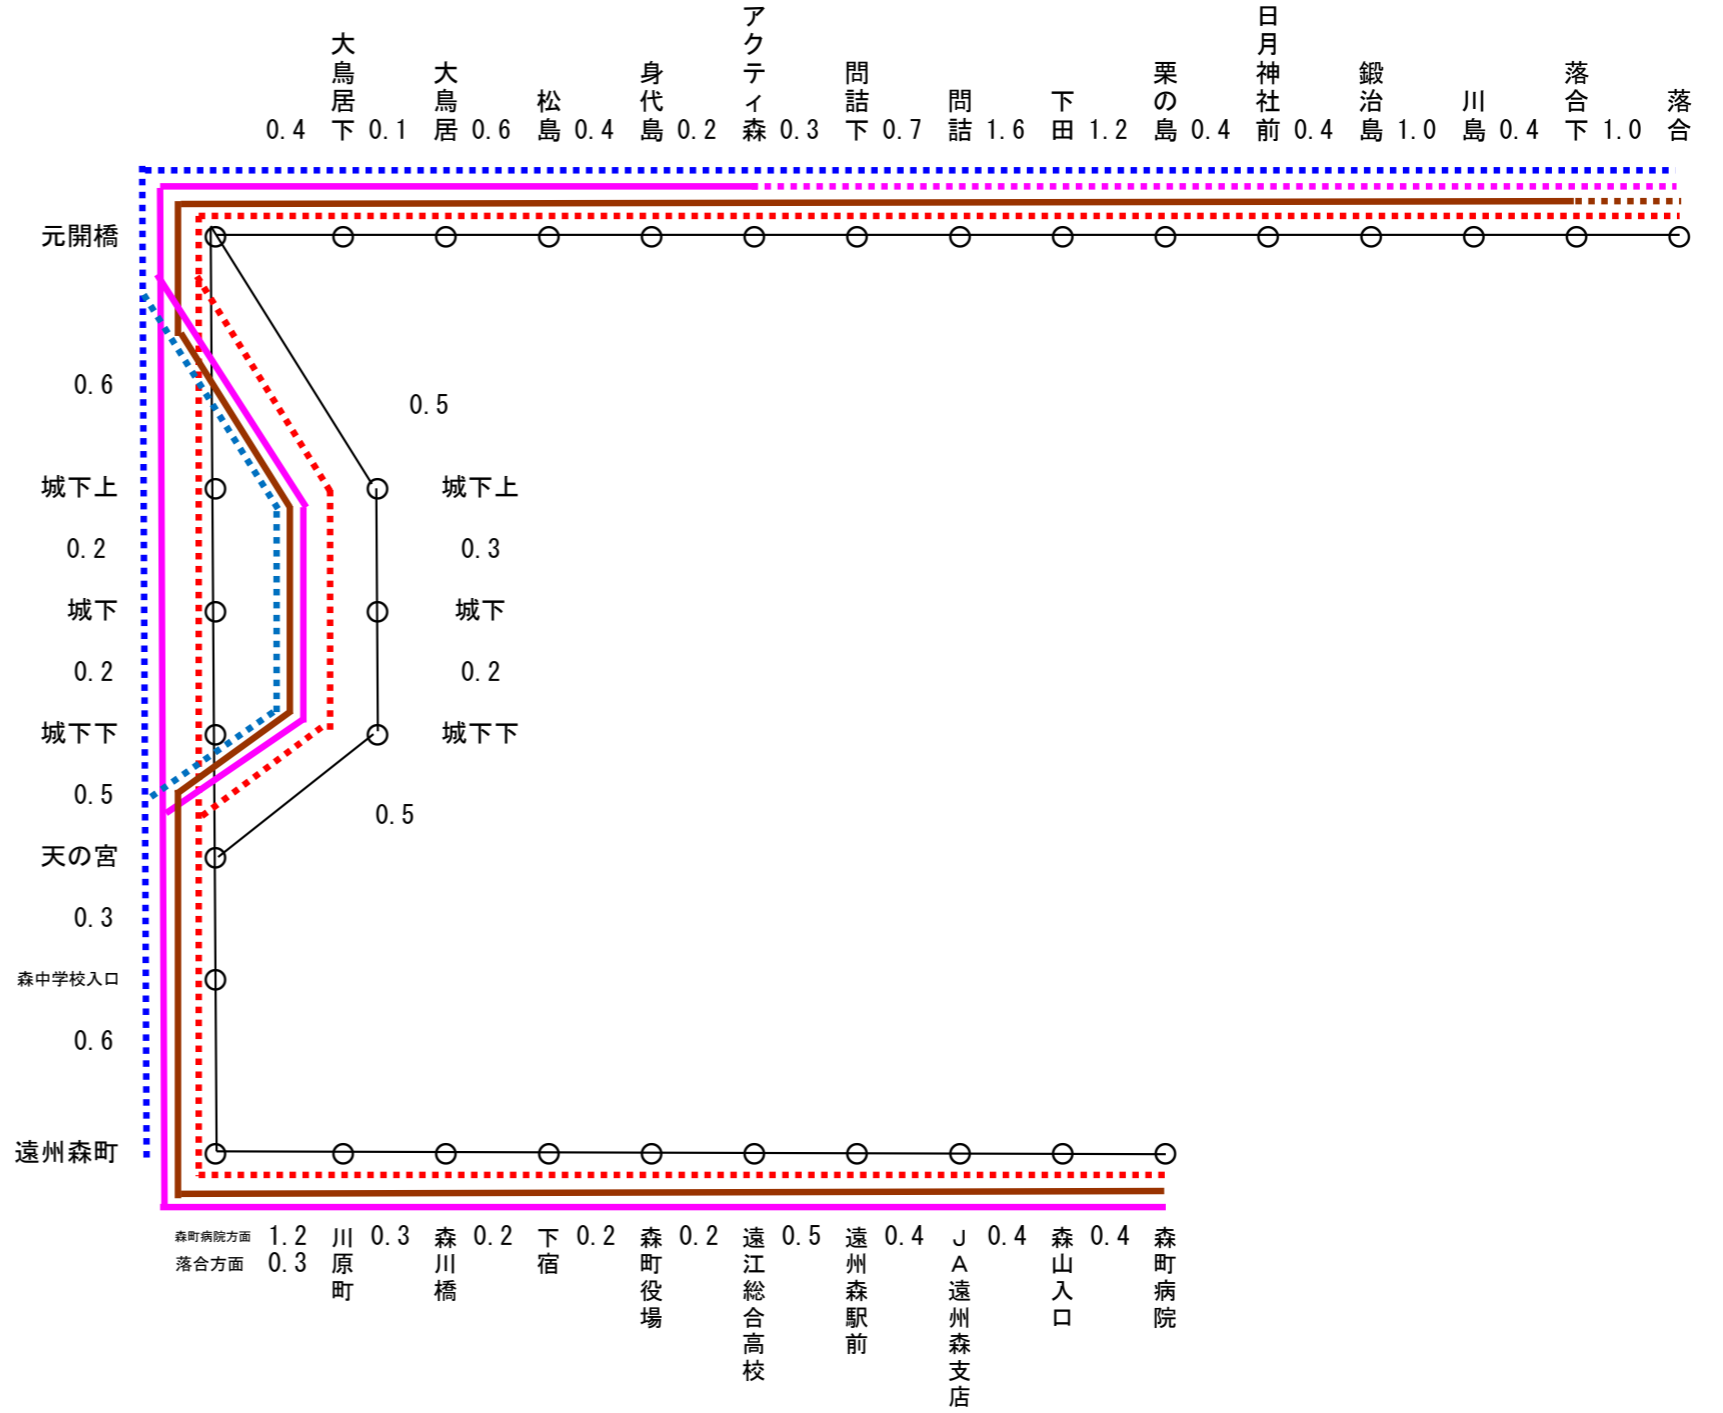 0.4
大鳥居下
0.1
大鳥居
0.6
松島
0.4
身代島
0.2
アクティ森
0.3
問詰下
0.7
問詰
1.6
下田
1.2
栗の島
0.4
日月神社前
0.4
鍛治島
1.0
川島
0.4
落合下
1.0
落合
元開橋
0.6
0.5
城下上
城下上
0.2
0.3
城下
城下
0.2
0.2
城下下
城下下
0.5
0.5
天の宮
0.3
森中学校入口
0.6
遠州森町
森町病院方面 1.2
落合方面 0.3
川原町
0.3
森川橋
0.2
下宿
0.2
森町役場
0.2
遠江総合高校
0.5
遠州森駅前
0.4
JA遠州森支店
0.4
森山入口
0.4
森町病院